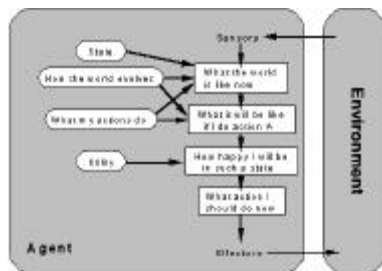 Sensors
State
How the world evolves
What the world
is like now
What my actions do
What it will be like
if I do action A
Utility
How happy I will be
in such a state
What action I
should do now
Agent
Effectors
Environment